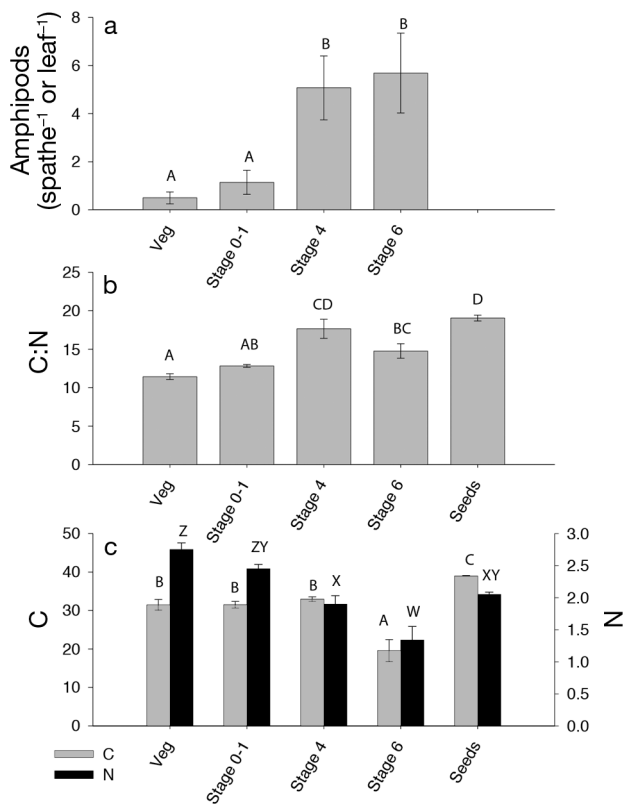 a
Amphipods
(spathe⁻¹ or leaf⁻¹)
8
6
4
2
0
A
A
B
B
Veg
Stage 0-1
Stage 4
Stage 6
b
C:N
25
20
15
10
5
0
A
AB
CD
BC
D
Veg
Stage 0-1
Stage 4
Stage 6
Seeds
c
C
50
40
30
20
10
0
B
Z
B
ZY
B
X
A
W
C
XY
3.0
2.5
2.0
1.5
1.0
0.5
0.0
N
Veg
Stage 0-1
Stage 4
Stage 6
Seeds
C
N